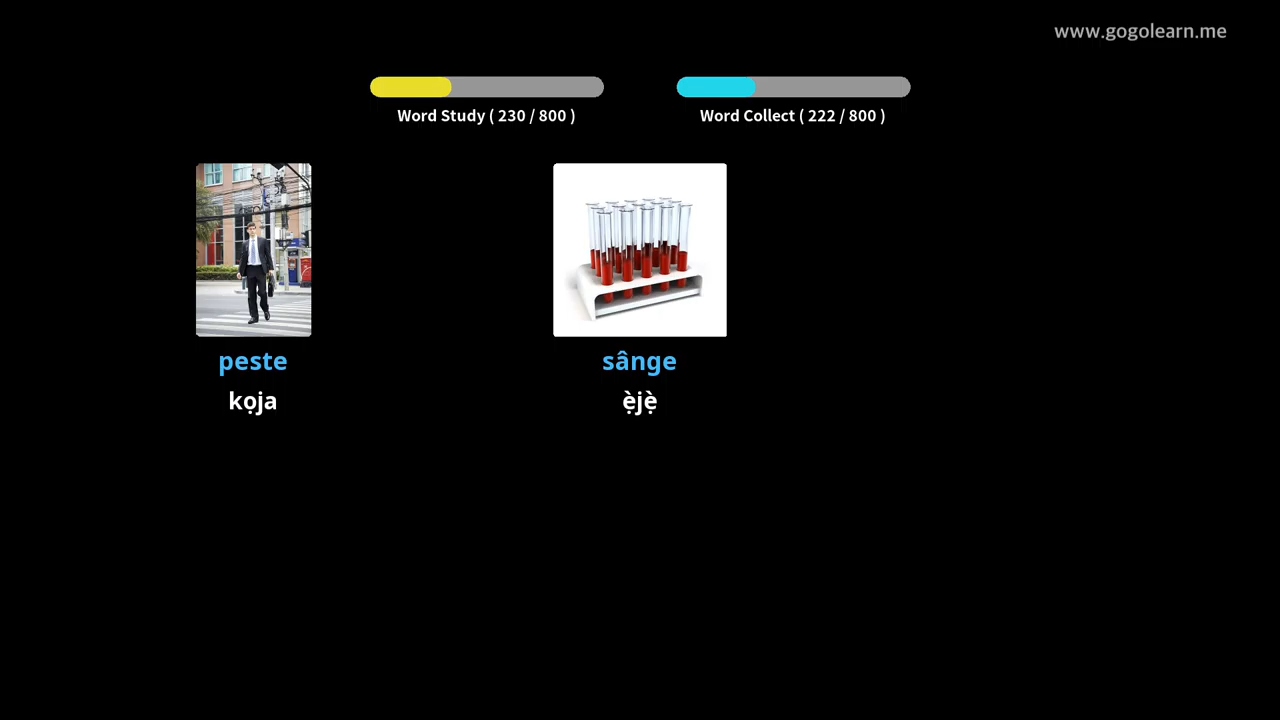 www.gogolearn.me
Word Study ( 230 / 800 )
Word Collect ( 222 / 800 )
peste
kọja
sânge
ẹ̀jẹ̀